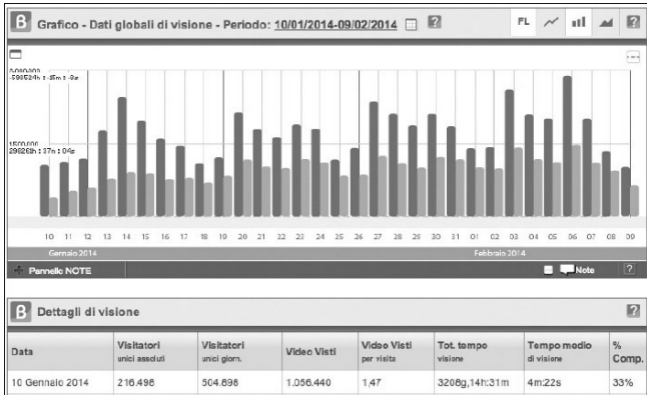 B Grafico - Dati globali di visione - Periodo: 10/01/2014-09/02/2014 ?
FL ?
1500.000
10 11 12 13 14 15 16 17 18 19 20 21 22 23 24 25 26 27 28 29 30 31 01 02 03 04 05 06 07 08 09
Gennaio 2014 Febbraio 2014
Pannello NOTE Note ?
B Dettagli di visione ?
Data Visitatori unici assoluti Visitatori unici giorn. Video Visti Video Visti per visita Tot. tempo visione Tempo medio di visione % Comp.
10 Gennaio 2014 216.498 504.898 1.056.440 1,47 3208g,14h:31m 4m:22s 33%